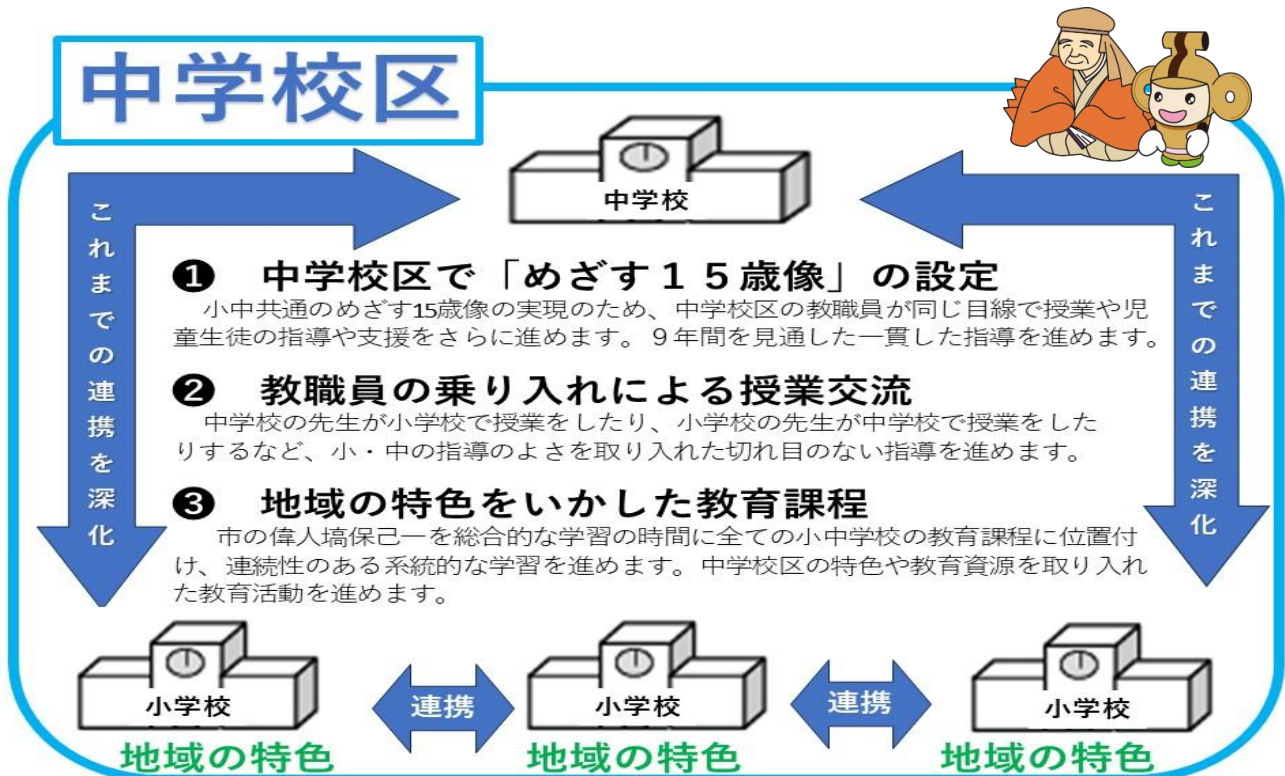 中学校区
中学校
これまでの連携を深化
これまでの連携を深化
❶ 中学校区で「めざす１５歳像」の設定
小中共通のめざす15歳像の実現のため、中学校区の教職員が同じ目線で授業や児
童生徒の指導や支援をさらに進めます。９年間を見通した一貫した指導を進めます。
❷ 教職員の乗り入れによる授業交流
中学校の先生が小学校で授業をしたり、小学校の先生が中学校で授業をした
りするなど、小・中の指導のよさを取り入れた切れ目のない指導を進めます。
❸ 地域の特色をいかした教育課程
市の偉人塙保己一を総合的な学習の時間に全ての小中学校の教育課程に位置付
け、連続性のある系統的な学習を進めます。中学校区の特色や教育資源を取り入れ
た教育活動を進めます。
小学校
連携
小学校
連携
小学校
地域の特色
地域の特色
地域の特色